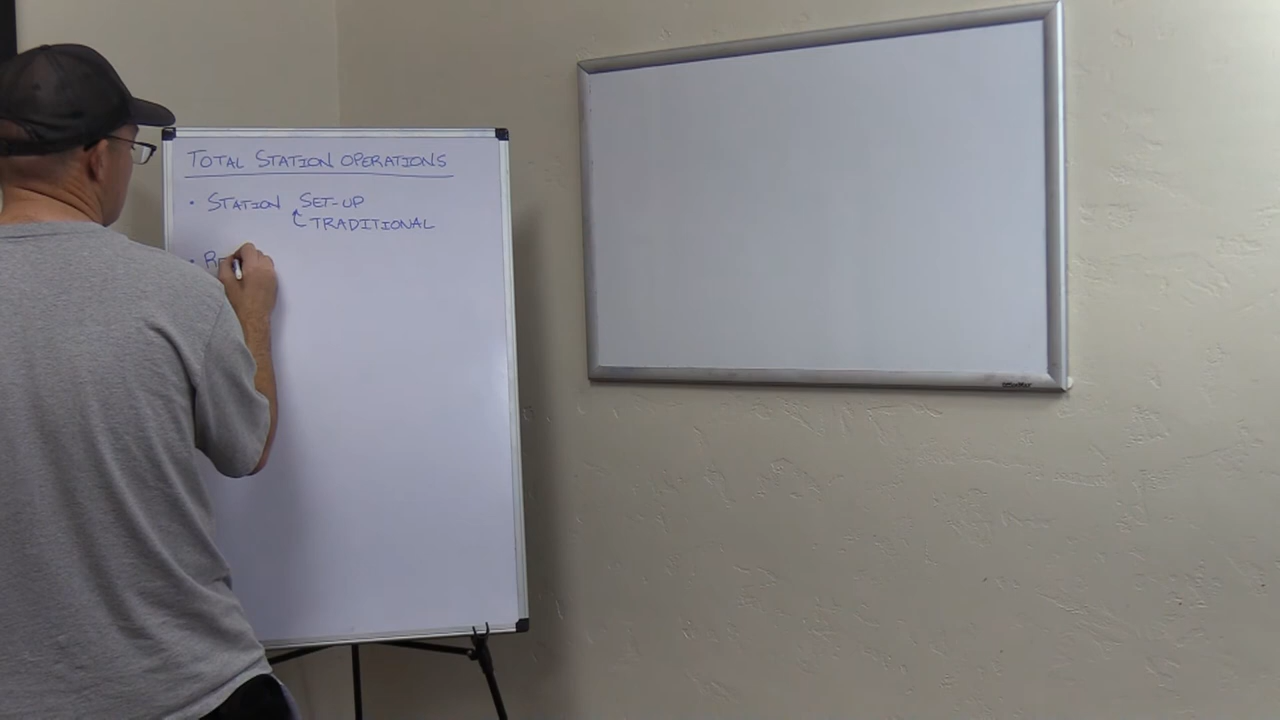 TOTAL STATION OPERATIONS
• STATION SET-UP
TRADITIONAL
• R